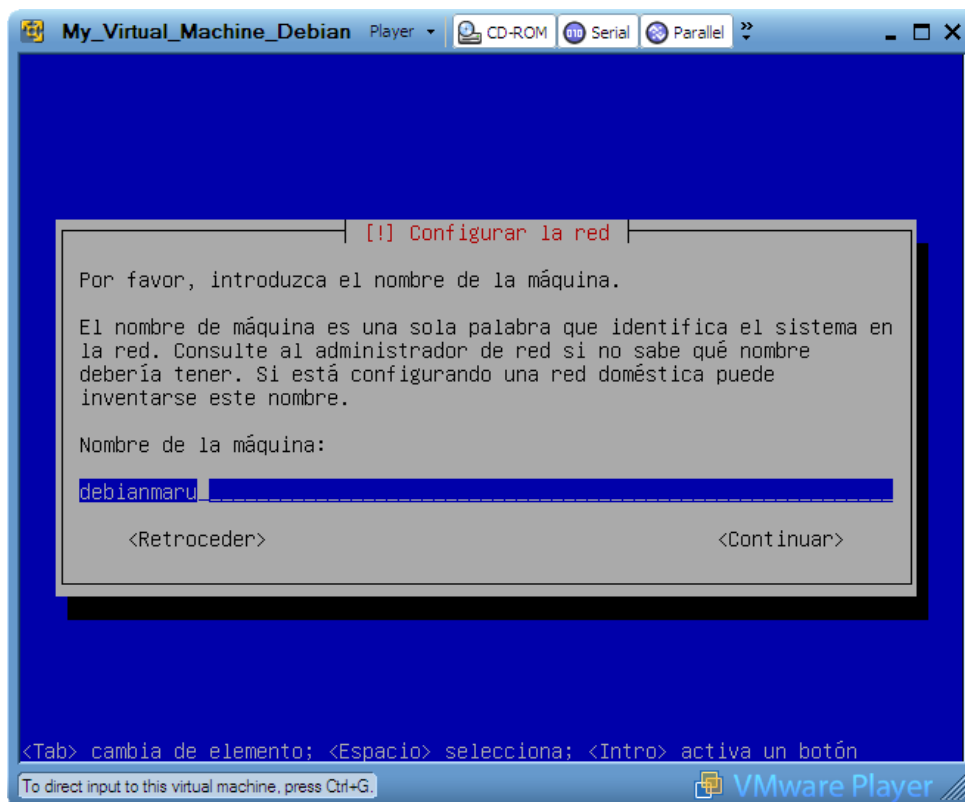 My_Virtual_Machine_Debian Player CD-ROM Serial Parallel
[!] Configurar la red
Por favor, introduzca el nombre de la máquina.
El nombre de máquina es una sola palabra que identifica el sistema en
la red. Consulte al administrador de red si no sabe qué nombre
debería tener. Si está configurando una red doméstica puede
inventarse este nombre.
Nombre de la máquina:
debianmaru
<Retroceder> <Continuar>
<Tab> cambia de elemento; <Espacio> selecciona; <Intro> activa un botón
To direct input to this virtual machine, press Ctrl+G. VMware Player